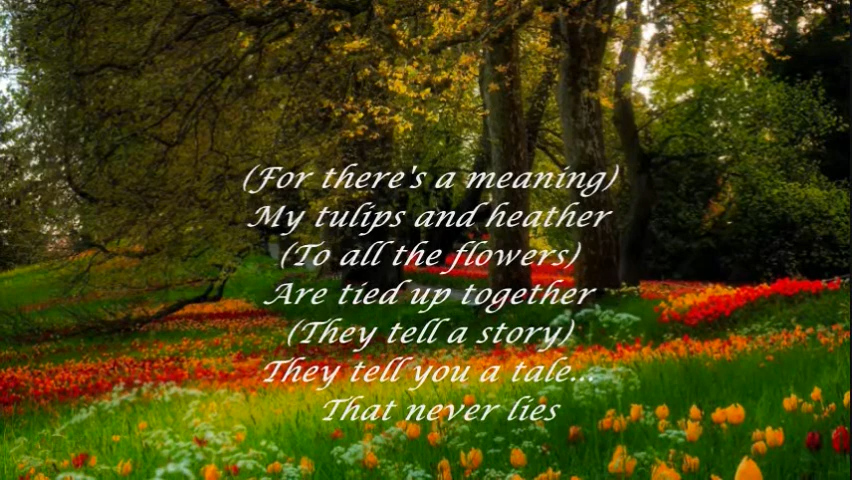 (For there's a meaning)
My tulips and heather
(To all the flowers)
Are tied up together
(They tell a story)
They tell you a tale...
That never lies